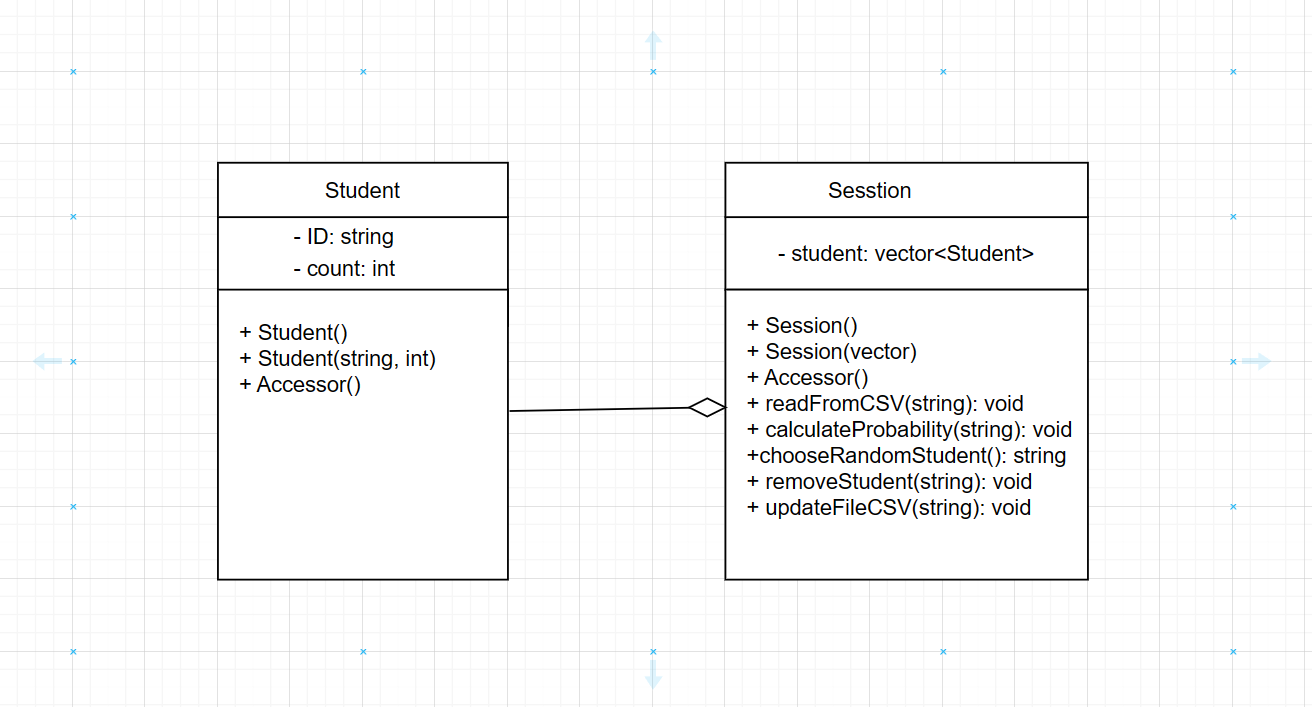 Student
- ID: string
- count: int
+ Student()
+ Student(string, int)
+ Accessor()
Sesstion
- student: vector<Student>
+ Session()
+ Session(vector)
+ Accessor()
+ readFromCSV(string): void
+ calculateProbability(string): void
+chooseRandomStudent(): string
+ removeStudent(string): void
+ updateFileCSV(string): void